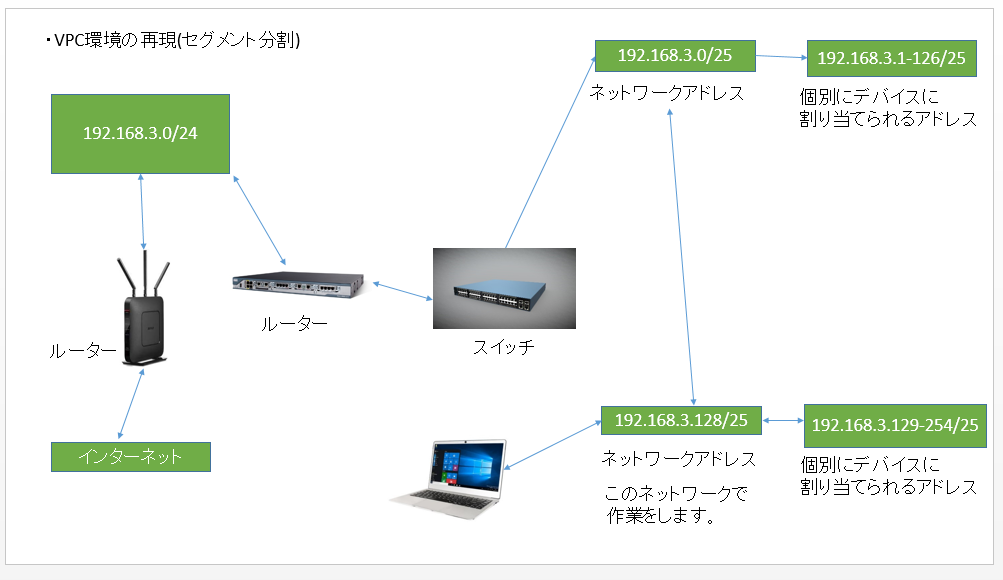 ・VPC環境の再現(セグメント分割)
192.168.3.0/24
ルーター
インターネット
ルーター
スイッチ
192.168.3.0/25
ネットワークアドレス
192.168.3.1-126/25
個別にデバイスに
割り当てられるアドレス
192.168.3.128/25
ネットワークアドレス
このネットワークで
作業をします。
192.168.3.129-254/25
個別にデバイスに
割り当てられるアドレス